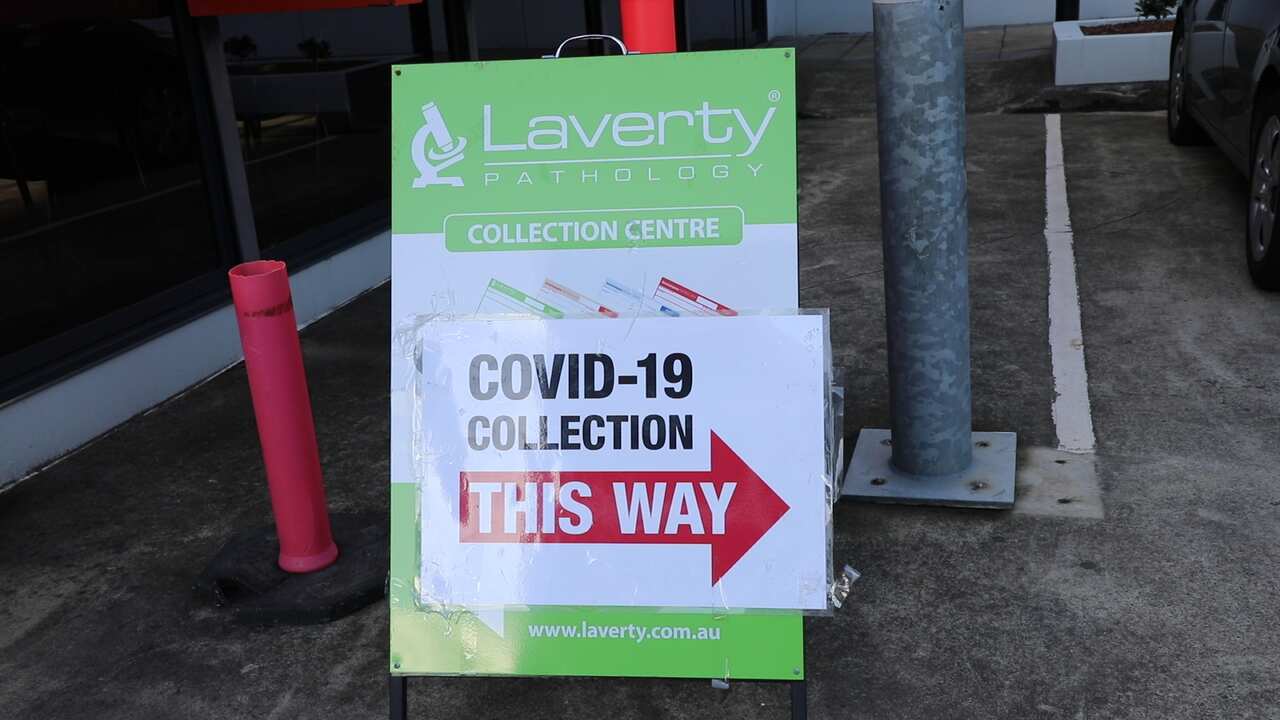 Laverty®
PATHOLOGY
COLLECTION CENTRE
COVID-19
COLLECTION
THIS WAY
www.laverty.com.au